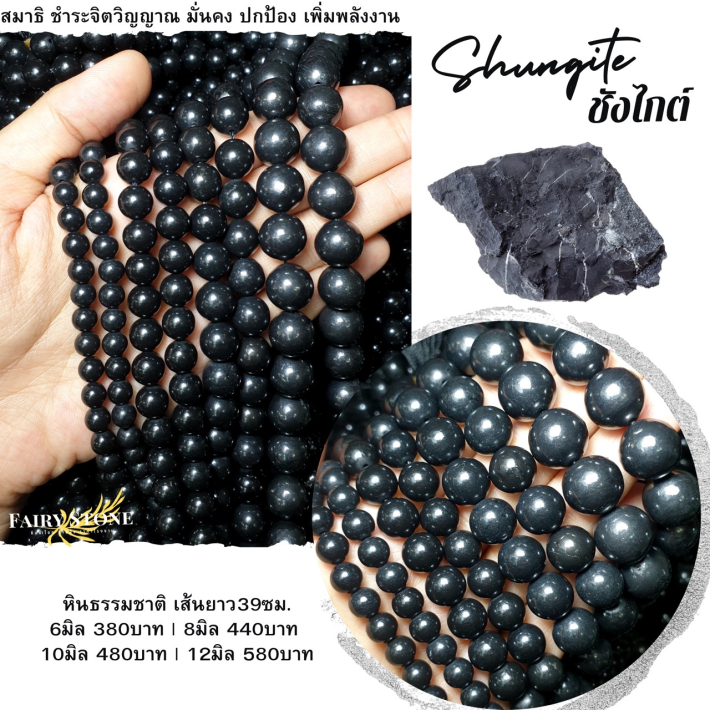 สมาธิ ชำระจิตวิญญาณ มั่นคง ปกป้อง เพิ่มพลังงาน
Shungite
ชังไกต์
FAIRY STONE
หินธรรมชาติ เส้นยาว39ซม.
6มิล 380บาท | 8มิล 440บาท
10มิล 480บาท | 12มิล 580บาท